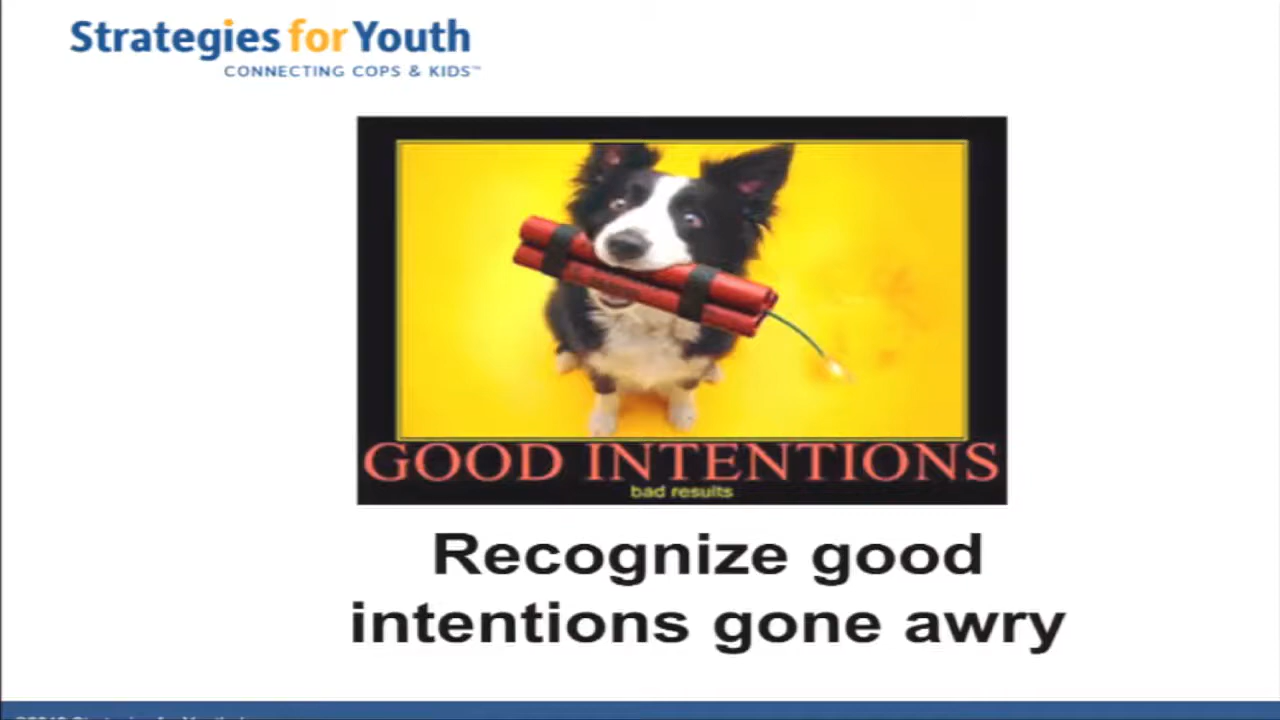 Strategies for Youth
CONNECTING COPS & KIDS™
GOOD INTENTIONS
bad results
Recognize good
intentions gone awry